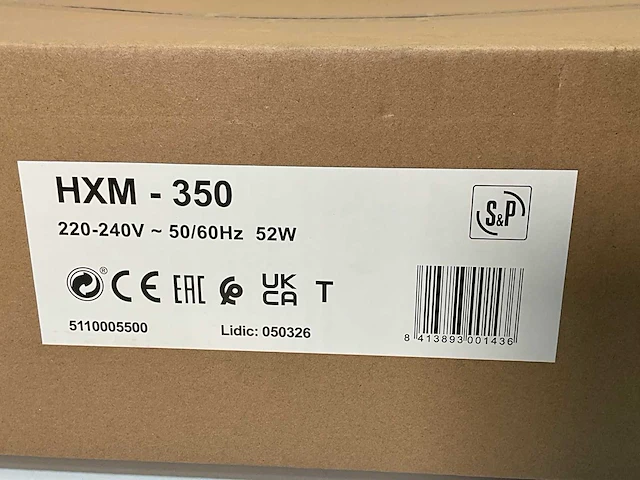 HXM - 350
S&P
220-240V ~ 50/60Hz 52W
® CE EAC UK CA T
5110005500 Lidic: 050326
8 413893 001436